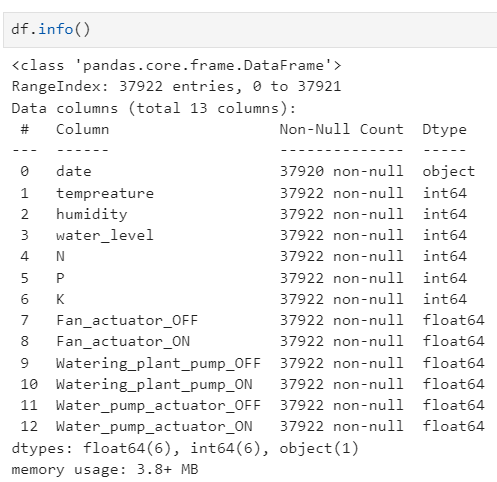 df.info()
<class 'pandas.core.frame.DataFrame'>
RangeIndex: 37922 entries, 0 to 37921
Data columns (total 13 columns):
 #   Column                  Non-Null Count  Dtype
---  ------                  --------------  -----
 0   date                    37920 non-null  object
 1   tempreature             37922 non-null  int64
 2   humidity                37922 non-null  int64
 3   water_level             37922 non-null  int64
 4   N                       37922 non-null  int64
 5   P                       37922 non-null  int64
 6   K                       37922 non-null  int64
 7   Fan_actuator_OFF        37922 non-null  float64
 8   Fan_actuator_ON         37922 non-null  float64
 9   Watering_plant_pump_OFF 37922 non-null  float64
 10  Watering_plant_pump_ON  37922 non-null  float64
 11  Water_pump_actuator_OFF 37922 non-null  float64
 12  Water_pump_actuator_ON  37922 non-null  float64
dtypes: float64(6), int64(6), object(1)
memory usage: 3.8+ MB